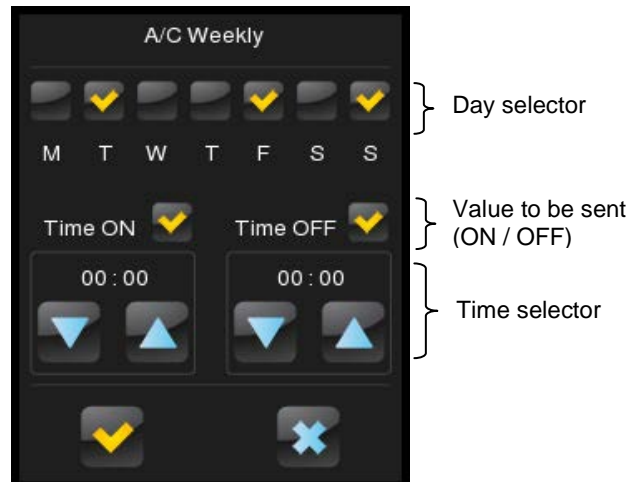 A/C Weekly
M T W T F S S
Day selector
Time ON Time OFF
Value to be sent
(ON / OFF)
00 : 00 00 : 00
Time selector